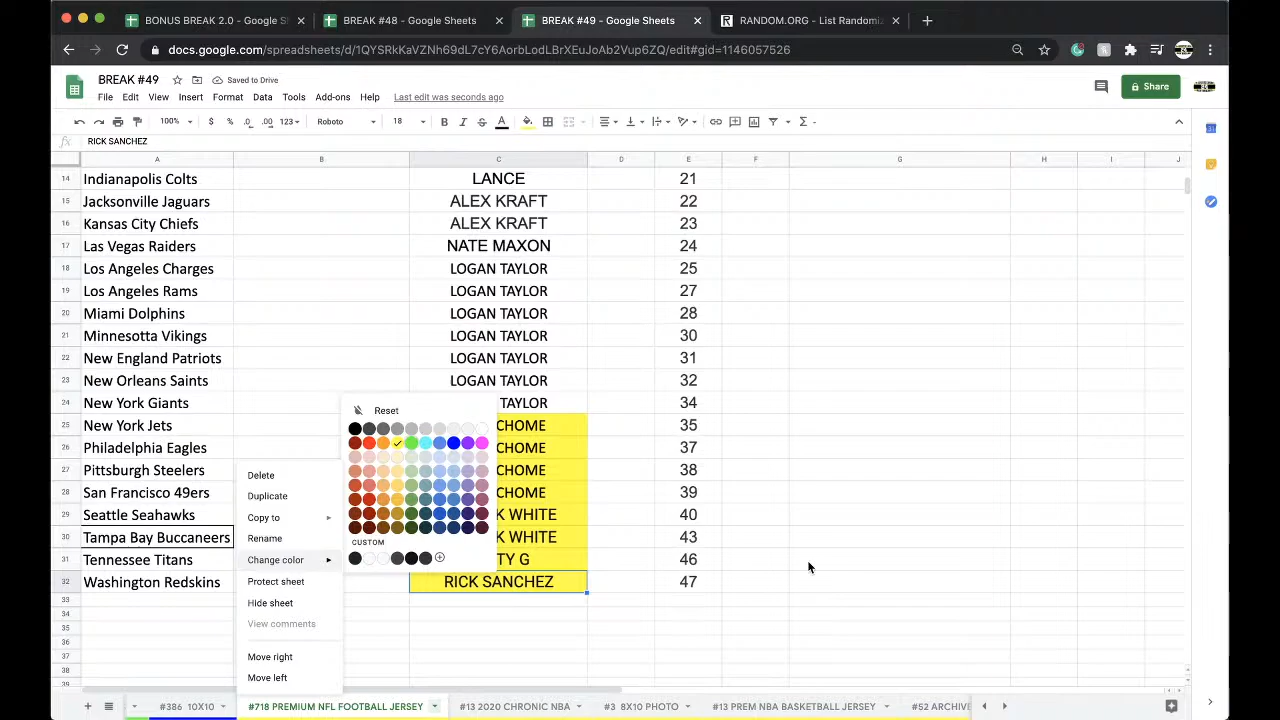 BONUS BREAK 2.0 - Google S
BREAK #48 - Google Sheets
BREAK #49 - Google Sheets
RANDOM.ORG - List Randomi
docs.google.com/spreadsheets/d/1QYSRkKaVZNh69dL7cY6AorbLodLBrXEuJoAb2Vup6ZQ/edit#gid=1146057526
BREAK #49
Saved to Drive
Share
File Edit View Insert Format Data Tools Add-ons Help Last edit was seconds ago
100% $ % .0 .00 123 Roboto 18 B I S A
fx RICK SANCHEZ
A B C D E F G H I J
14 Indianapolis Colts LANCE 21
15 Jacksonville Jaguars ALEX KRAFT 22
16 Kansas City Chiefs ALEX KRAFT 23
17 Las Vegas Raiders NATE MAXON 24
18 Los Angeles Charges LOGAN TAYLOR 25
19 Los Angeles Rams LOGAN TAYLOR 27
20 Miami Dolphins LOGAN TAYLOR 28
21 Minnesotta Vikings LOGAN TAYLOR 30
22 New England Patriots LOGAN TAYLOR 31
23 New Orleans Saints LOGAN TAYLOR 32
24 New York Giants TAYLOR 34
25 New York Jets CHOME 35
26 Philadelphia Eagles CHOME 37
27 Pittsburgh Steelers CHOME 38
28 San Francisco 49ers CHOME 39
29 Seattle Seahawks K WHITE 40
30 Tampa Bay Buccaneers K WHITE 43
31 Tennessee Titans TY G 46
32 Washington Redskins RICK SANCHEZ 47
33
34
35
36
37
38
39
Reset
CUSTOM
Delete
Duplicate
Copy to
Rename
Change color
Protect sheet
Hide sheet
View comments
Move right
Move left
#386 10X10
#718 PREMIUM NFL FOOTBALL JERSEY
#13 2020 CHRONIC NBA
#3 8X10 PHOTO
#13 PREM NBA BASKETBALL JERSEY
#52 ARCHIVE